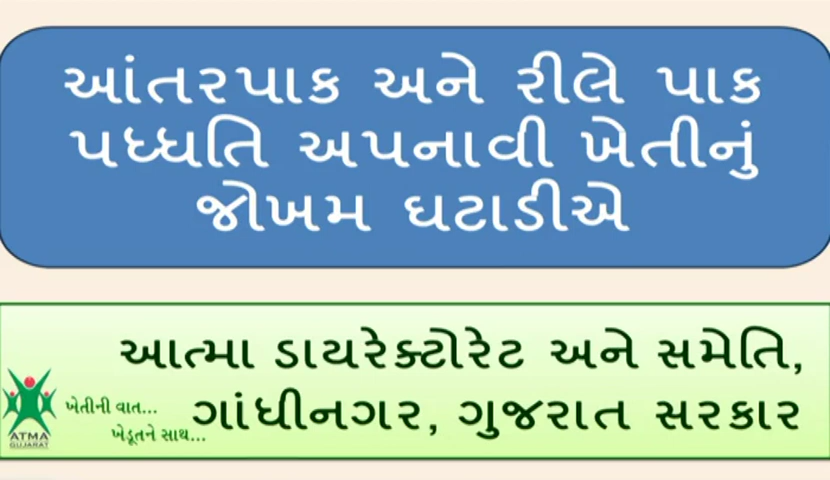 આંતરપાક અને રીલે પાક
પધ્ધતિ અપનાવી ખેતીનું
જોખમ ઘટાડીએ
આત્મા ડાયરેક્ટોરેટ અને સમેતિ,
ગાંધીનગર, ગુજરાત સરકાર
ખેતીની વાત...
ખેડૂતને સાથ...
ATMA
GUJARAT